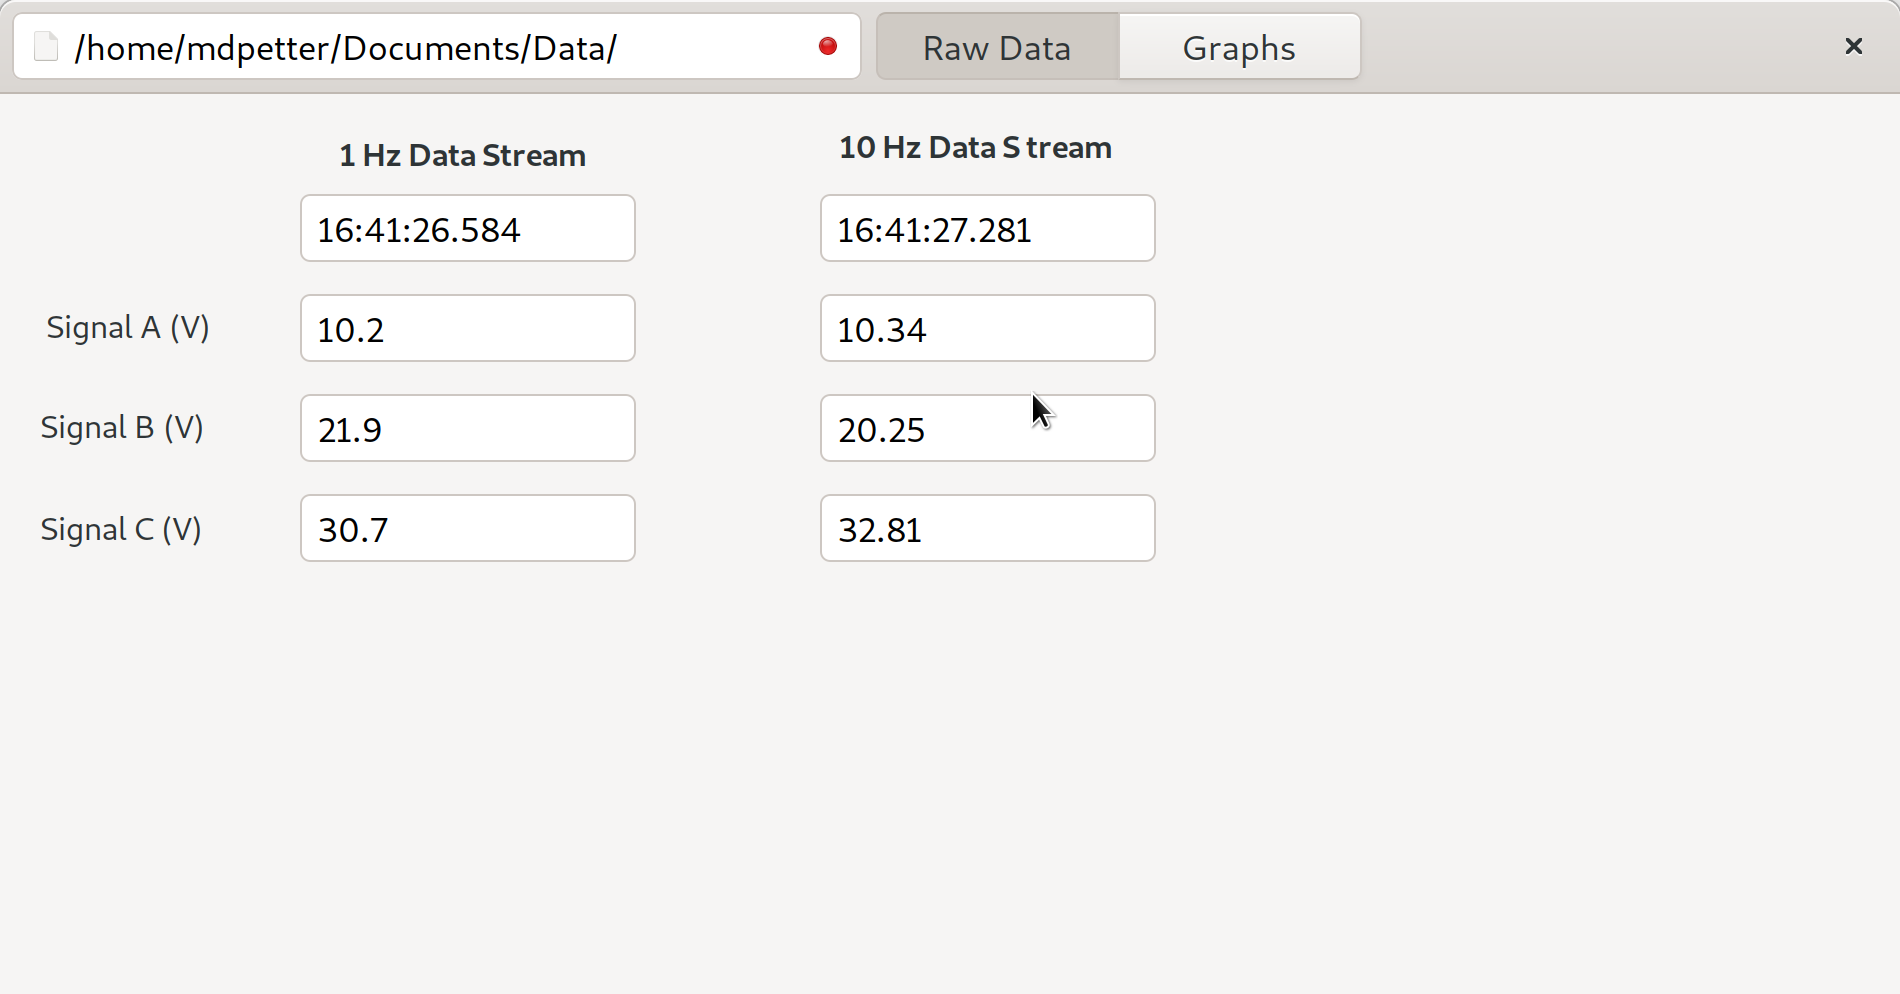 /home/mdpetter/Documents/Data/ Raw Data Graphs
1 Hz Data Stream 10 Hz Data S tream
16:41:26.584 16:41:27.281
Signal A (V) 10.2 10.34
Signal B (V) 21.9 20.25
Signal C (V) 30.7 32.81